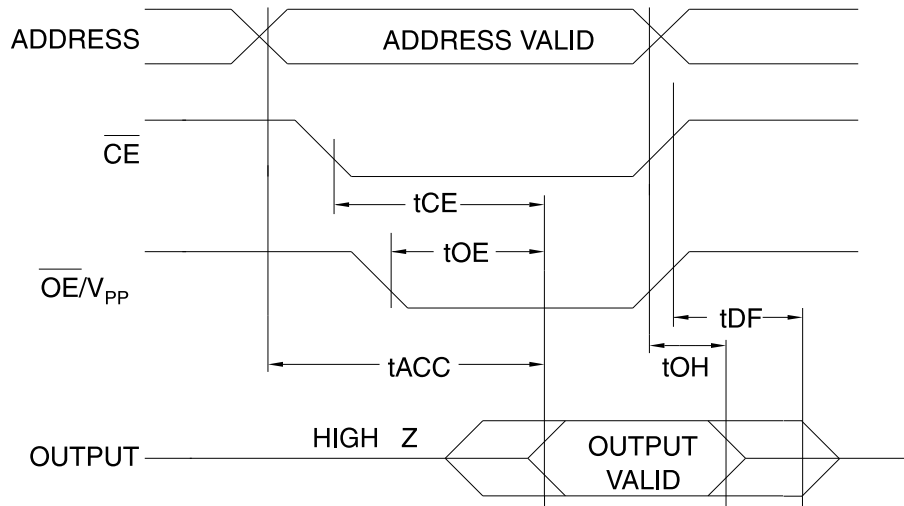 ADDRESS
ADDRESS VALID
CE
tCE
tOE
OE/VPP
tDF
tACC
tOH
HIGH Z
OUTPUT
OUTPUT
VALID